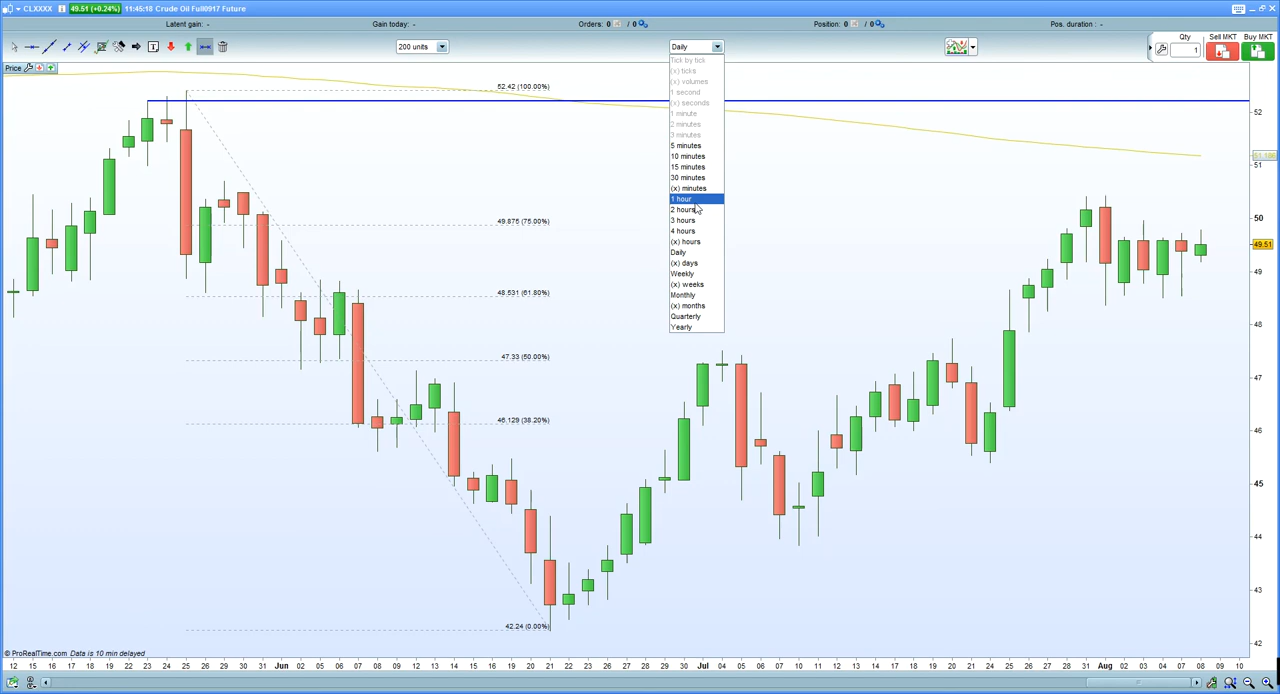 CLXXXX 49.51 (+0.24%) 11:45:18 Crude Oil Full0917 Future
Latent gain: - Gain today: - Orders: 0 / 0 Position: 0 / 0 Pos. duration : -
200 units Daily Qty Sell MKT Buy MKT
1
Price
Tick by tick
(x) ticks
(x) volumes
1 second
(x) seconds
1 minute
2 minutes
3 minutes
5 minutes
10 minutes
15 minutes
30 minutes
(x) minutes
1 hour
2 hours
3 hours
4 hours
(x) hours
Daily
(x) days
Weekly
(x) weeks
Monthly
(x) months
Quarterly
Yearly
52.42 (100.00%)
49.875 (75.00%)
48.531 (61.80%)
47.33 (50.00%)
46.129 (38.20%)
42.24 (0.00%)
52
51
50
49.51
49
48
47
46
45
44
43
42
© ProRealTime.com Data is 10 min delayed
12 15 16 17 18 19 22 23 24 25 26 29 30 31 Jun 02 05 06 07 08 09 12 13 14 15 16 19 20 21 22 23 26 27 28 29 30 Jul 04 05 06 07 10 11 12 13 14 17 18 19 20 21 24 25 26 27 28 31 Aug 02 03 04 07 08 09 10